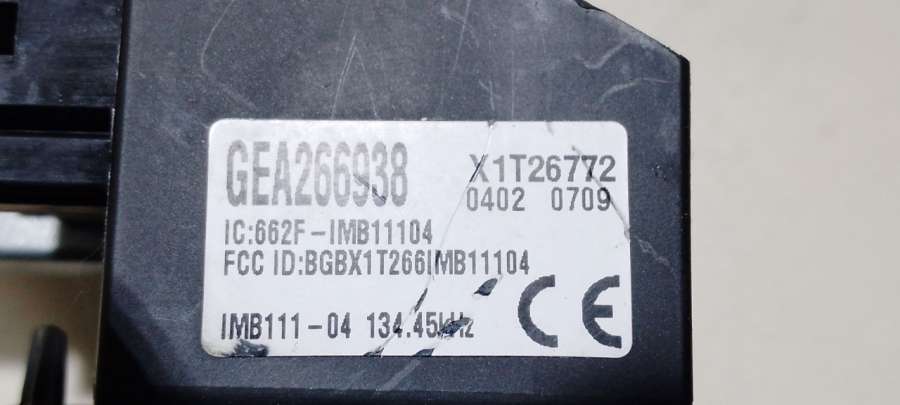 GEA266938 X1T26772
0402 0709
IC:662F-IMB11104
FCC ID:BGBX1T266IMB11104
IMB111-04 134.45kHz CE